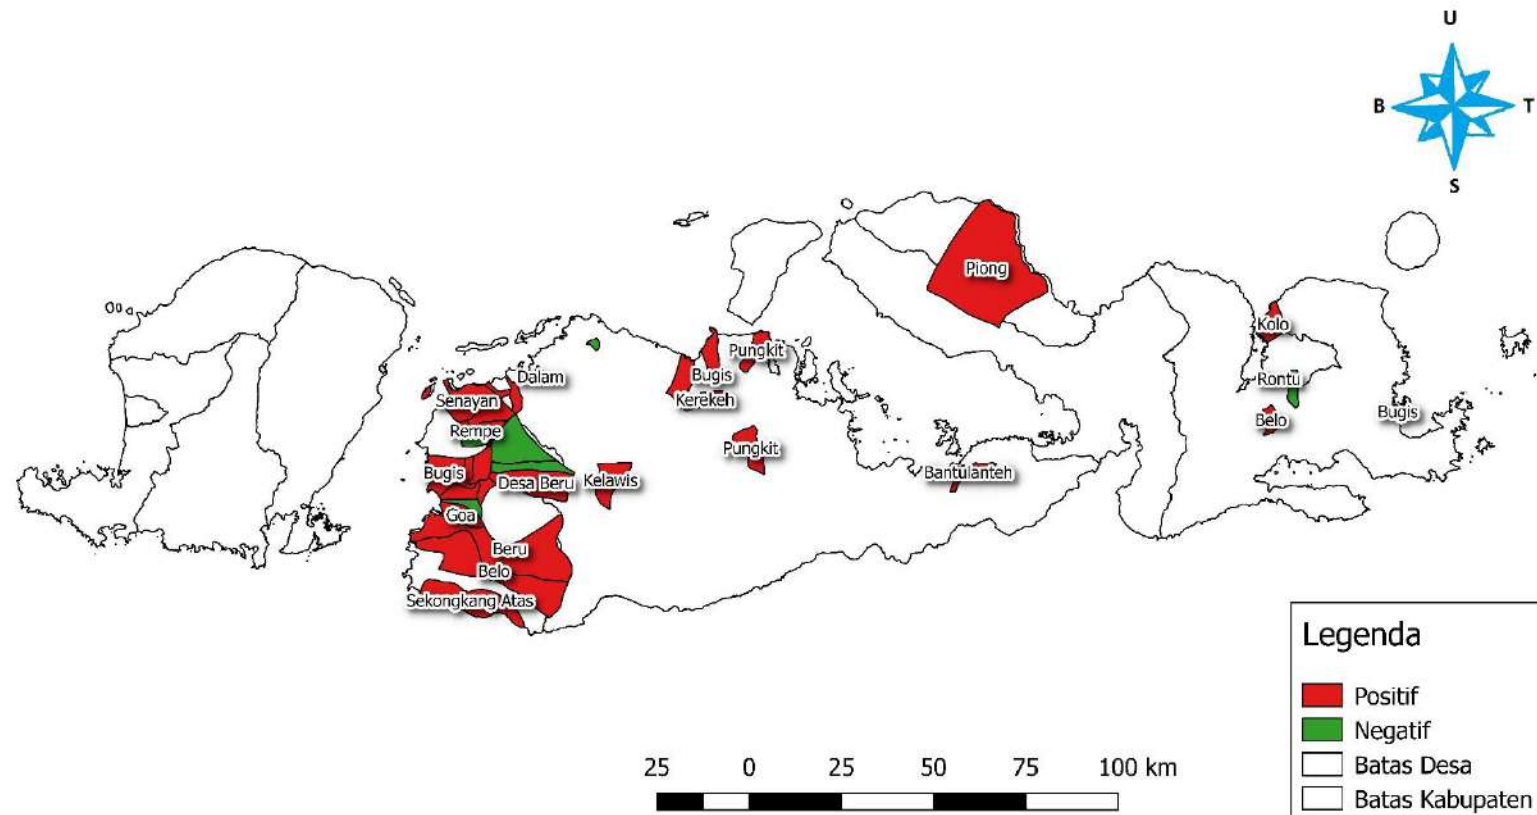 U
B
T
S
Piong
Kolo
Pungkit
Bugis
Dalam
Rontu
Senayan
Kerekeh
Bugis
Belo
Rempe
Pungkit
Bugis
Bantulanteh
Desa Beru
Kelawis
Goa
Beru
Belo
Sekongkang Atas
Legenda
Positif
Negatif
Batas Desa
Batas Kabupaten
25 0 25 50 75 100 km